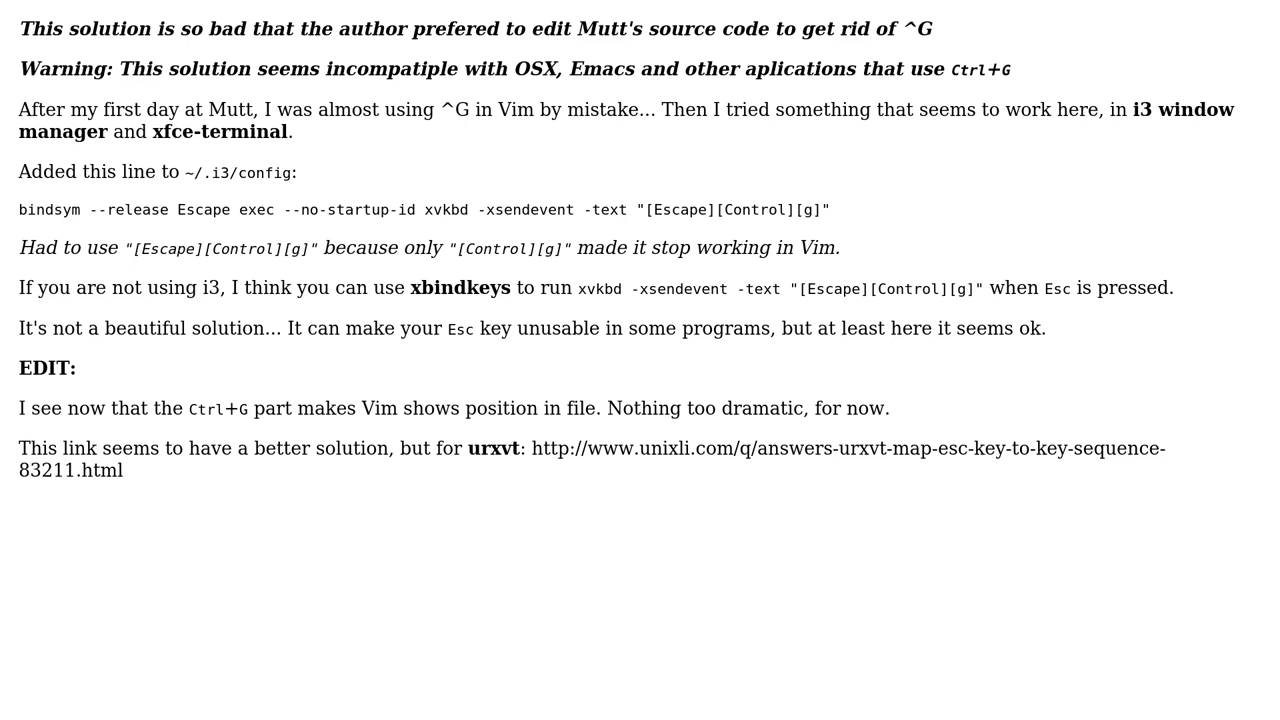 This solution is so bad that the author prefered to edit Mutt's source code to get rid of ^G
Warning: This solution seems incompatiple with OSX, Emacs and other aplications that use Ctrl+G
After my first day at Mutt, I was almost using ^G in Vim by mistake... Then I tried something that seems to work here, in i3 window
manager and xfce-terminal.
Added this line to ~/.i3/config:
bindsym --release Escape exec --no-startup-id xvkbd -xsendevent -text "[Escape][Control][g]"
Had to use "[Escape][Control][g]" because only "[Control][g]" made it stop working in Vim.
If you are not using i3, I think you can use xbindkeys to run xvkbd -xsendevent -text "[Escape][Control][g]" when Esc is pressed.
It's not a beautiful solution... It can make your Esc key unusable in some programs, but at least here it seems ok.
EDIT:
I see now that the Ctrl+G part makes Vim shows position in file. Nothing too dramatic, for now.
This link seems to have a better solution, but for urxvt: http://www.unixli.com/q/answers-urxvt-map-esc-key-to-key-sequence-
83211.html